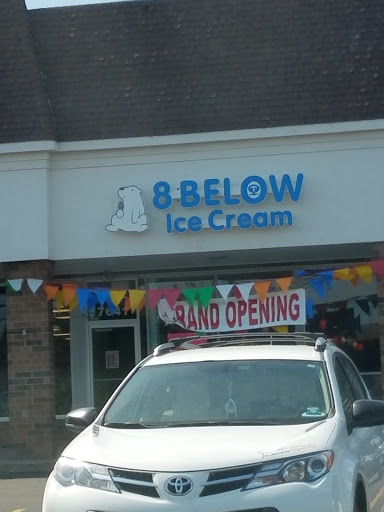 8 BELOW
Ice Cream
RAND OPENING